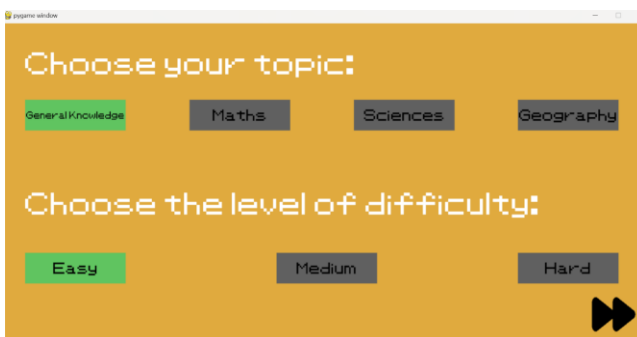 pygame window
Choose your topic:
General Knowledge Maths Sciences Geography
Choose the level of difficulty:
Easy Medium Hard